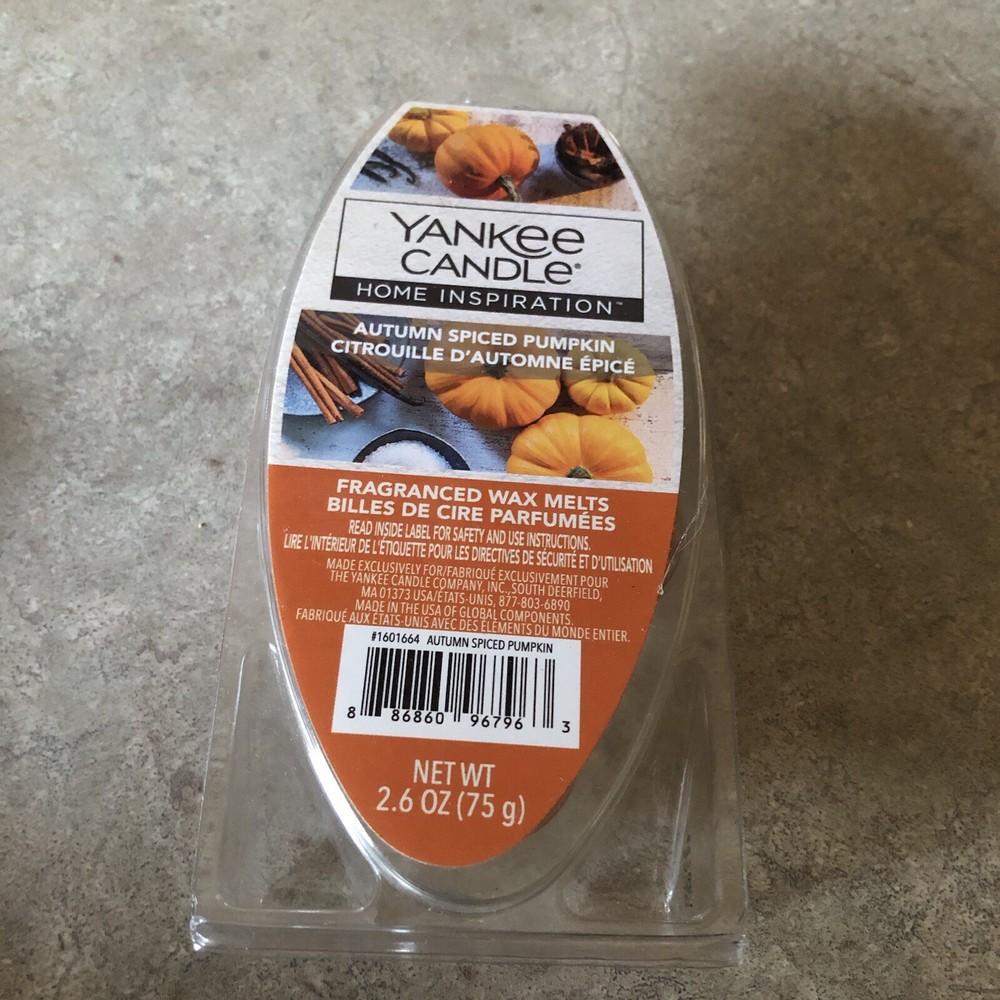 YANKEE
CANDLE®
HOME INSPIRATION™
AUTUMN SPICED PUMPKIN
CITROUILLE D'AUTOMNE ÉPICÉ
FRAGRANCED WAX MELTS
BILLES DE CIRE PARFUMÉES
READ INSIDE LABEL FOR SAFETY AND USE INSTRUCTIONS.
LIRE L'INTÉRIEUR DE L'ÉTIQUETTE POUR LES DIRECTIVES DE SÉCURITÉ ET D'UTILISATION
MADE EXCLUSIVELY FOR/FABRIQUÉ EXCLUSIVEMENT POUR
THE YANKEE CANDLE COMPANY, INC., SOUTH DEERFIELD,
MA 01373 USA/ÉTATS-UNIS, 877-803-6890
MADE IN THE USA OF GLOBAL COMPONENTS.
FABRIQUÉ AUX ÉTATS-UNIS AVEC DES ÉLÉMENTS DU MONDE ENTIER.
#1601664 AUTUMN SPICED PUMPKIN
8 86860 96796 3
NET WT
2.6 OZ (75 g)